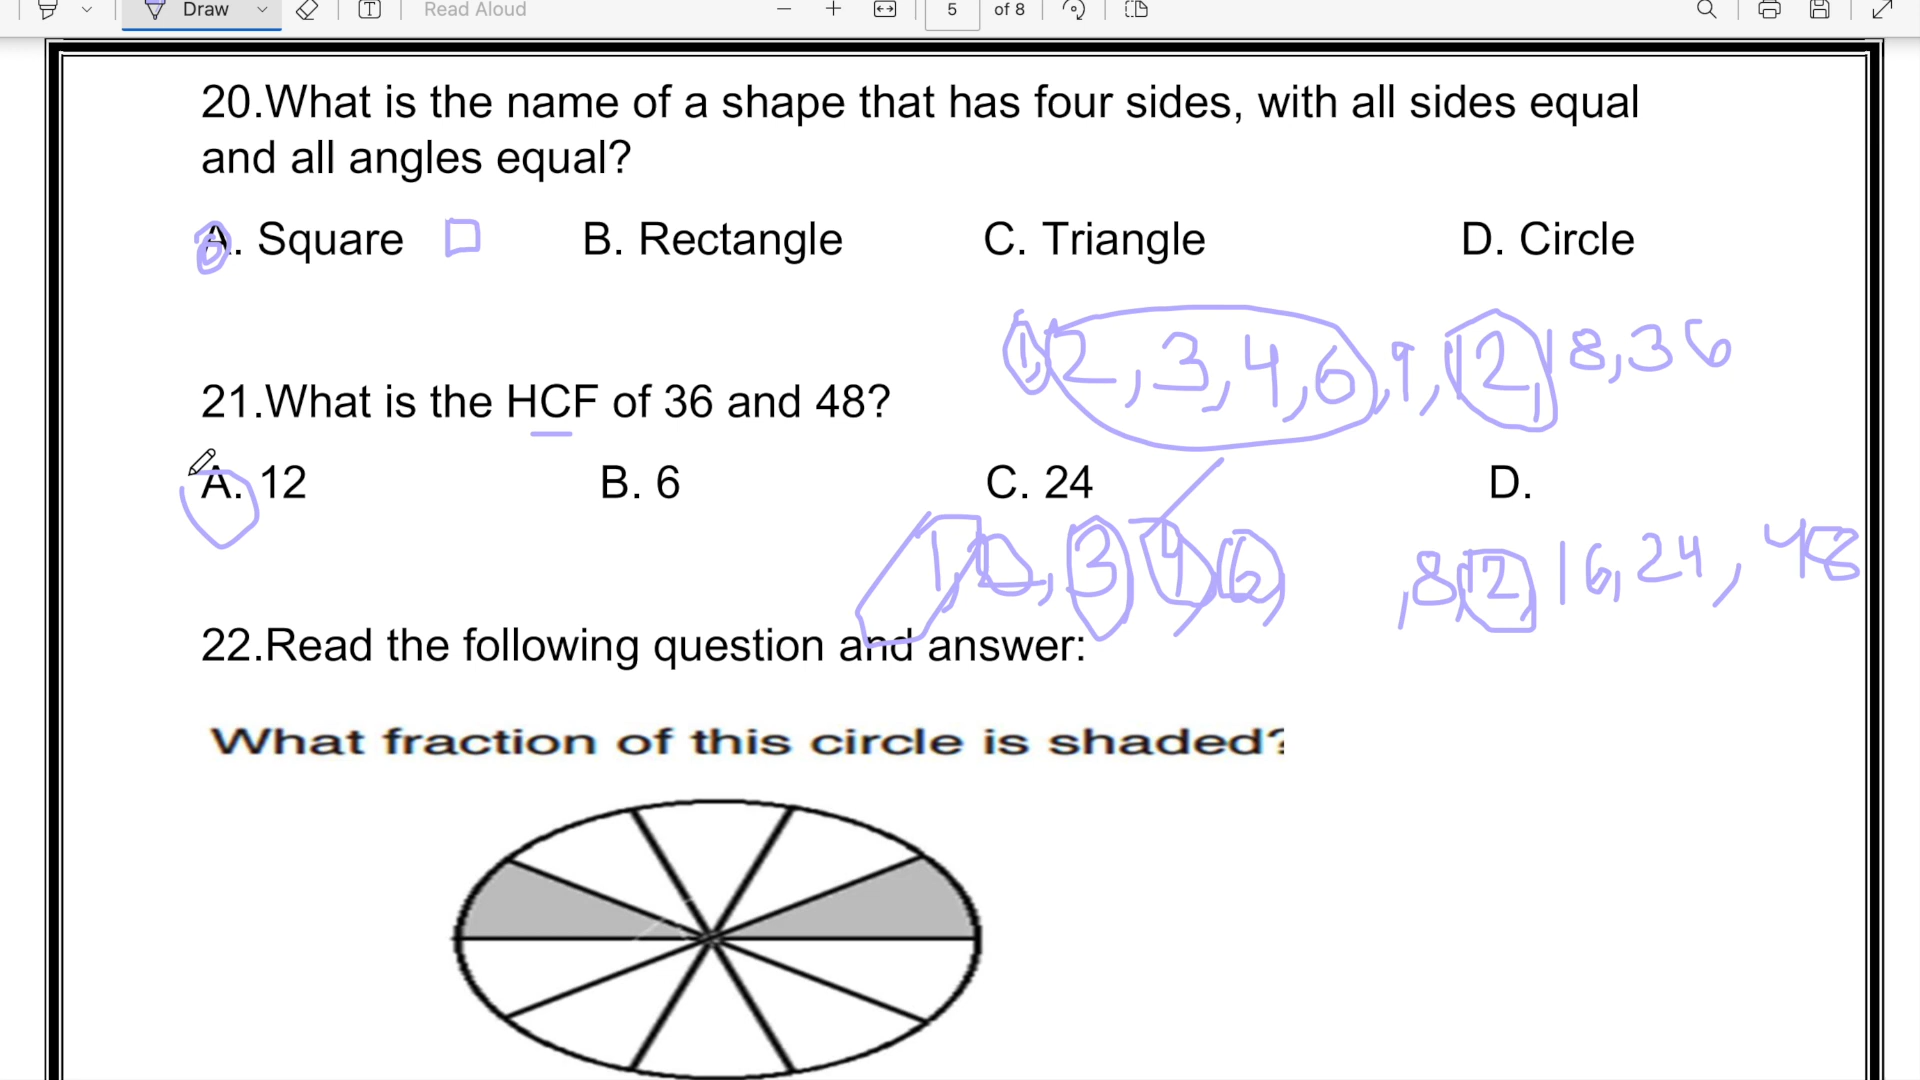 Draw
Read Aloud
5 of 8
20.What is the name of a shape that has four sides, with all sides equal
and all angles equal?
A. Square B. Rectangle C. Triangle D. Circle
1,2,3,4,6,9,12,18,36
21.What is the HCF of 36 and 48?
A. 12 B. 6 C. 24 D.
1,2,3 4 6, ,8,12,16,24,48
22.Read the following question and answer:
What fraction of this circle is shaded?